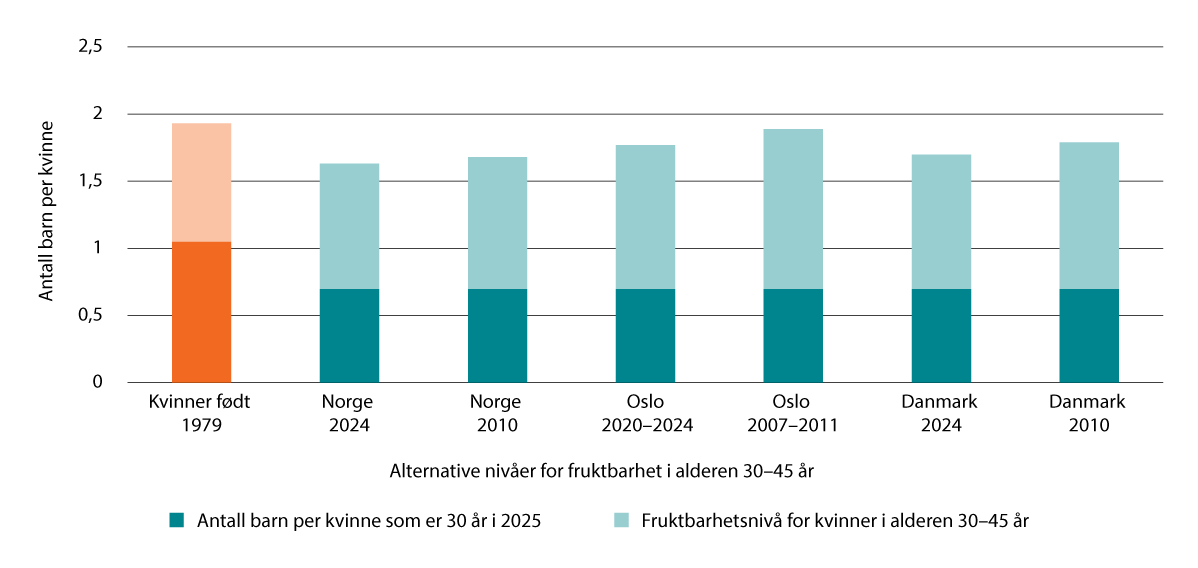 Antall barn per kvinne
2,5
2
1,5
1
0,5
0
Kvinner født
1979
Norge
2024
Norge
2010
Oslo
2020–2024
Oslo
2007–2011
Danmark
2024
Danmark
2010
Alternative nivåer for fruktbarhet i alderen 30–45 år
Antall barn per kvinne som er 30 år i 2025
Fruktbarhetsnivå for kvinner i alderen 30–45 år